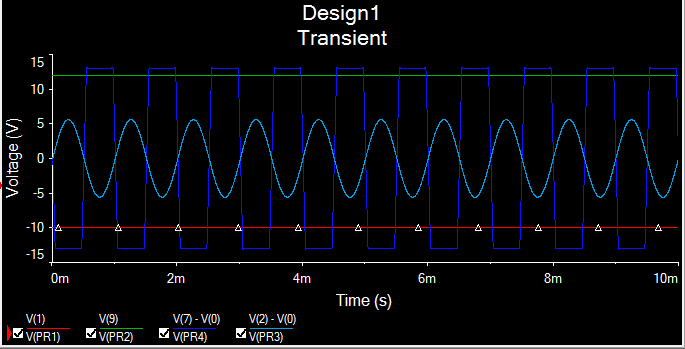 Design1
Transient
15
10
5
0
-5
-10
-15
Voltage (V)
0m 2m 4m 6m 8m 10m
Time (s)
V(1) V(9) V(7) - V(0) V(2) - V(0)
V(PR1) V(PR2) V(PR4) V(PR3)